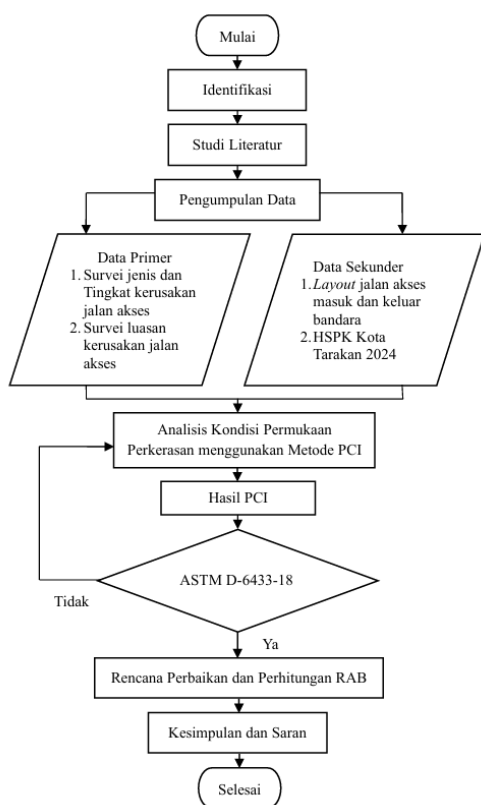 Mulai
Identifikasi
Studi Literatur
Pengumpulan Data
Data Primer
1. Survei jenis dan
Tingkat kerusakan
jalan akses
2. Survei luasan
kerusakan jalan
akses
Data Sekunder
1. Layout jalan akses
masuk dan keluar
bandara
2. HSPK Kota
Tarakan 2024
Analisis Kondisi Permukaan
Perkerasan menggunakan Metode PCI
Hasil PCI
ASTM D-6433-18
Tidak
Ya
Rencana Perbaikan dan Perhitungan RAB
Kesimpulan dan Saran
Selesai